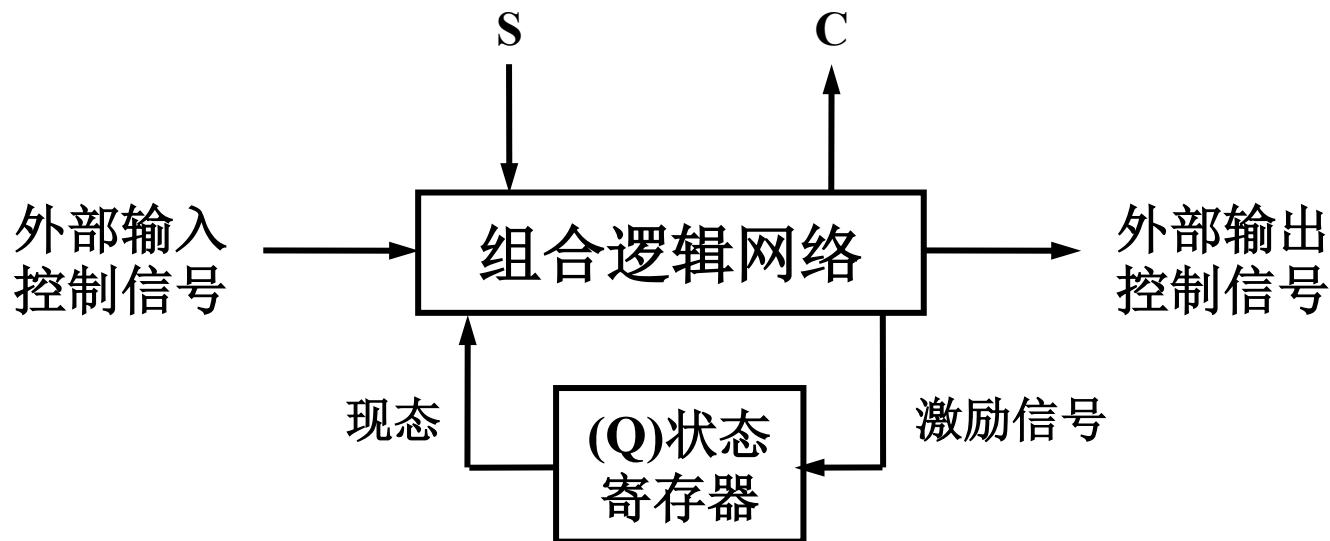 S
C
外部输入
控制信号
组合逻辑网络
外部输出
控制信号
现态
(Q)状态
寄存器
激励信号